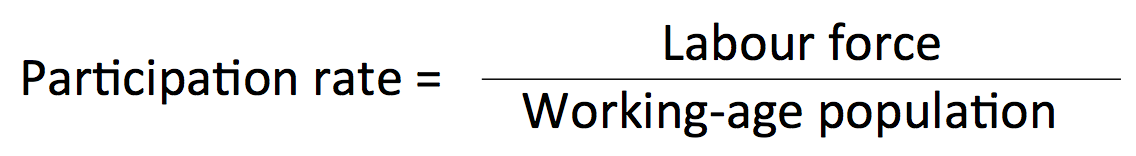 Participation rate =
Labour force
Working-age population